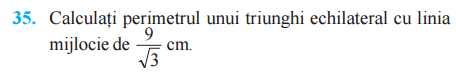 35. Calculați perimetrul unui triunghi echilateral cu linia
mijlocie de 9/√3 cm.